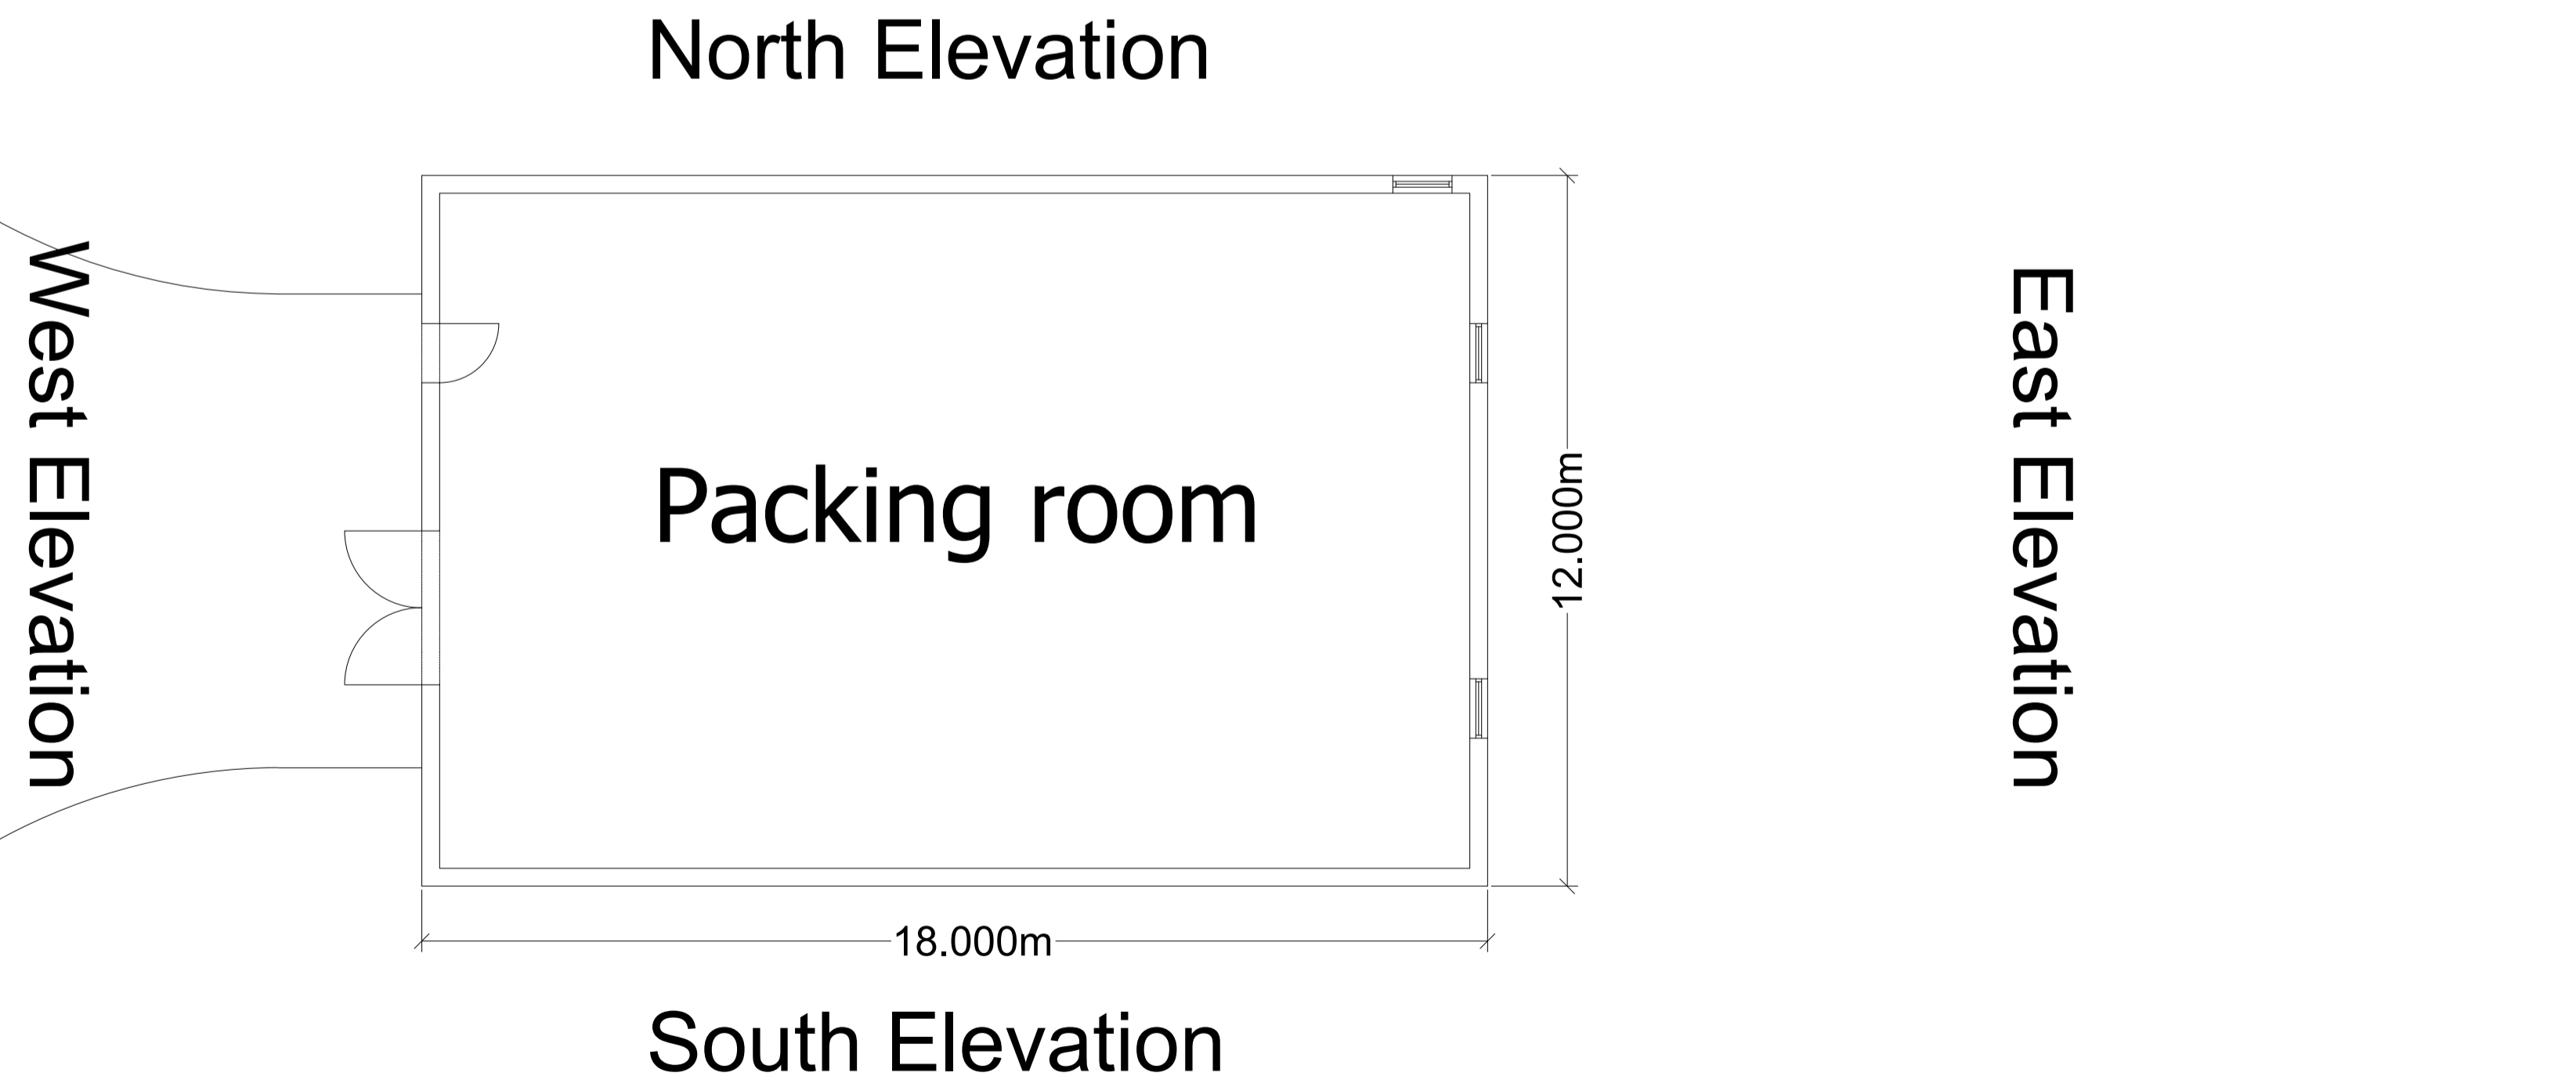 North Elevation
West Elevation
Packing room
12.000m
East Elevation
18.000m
South Elevation